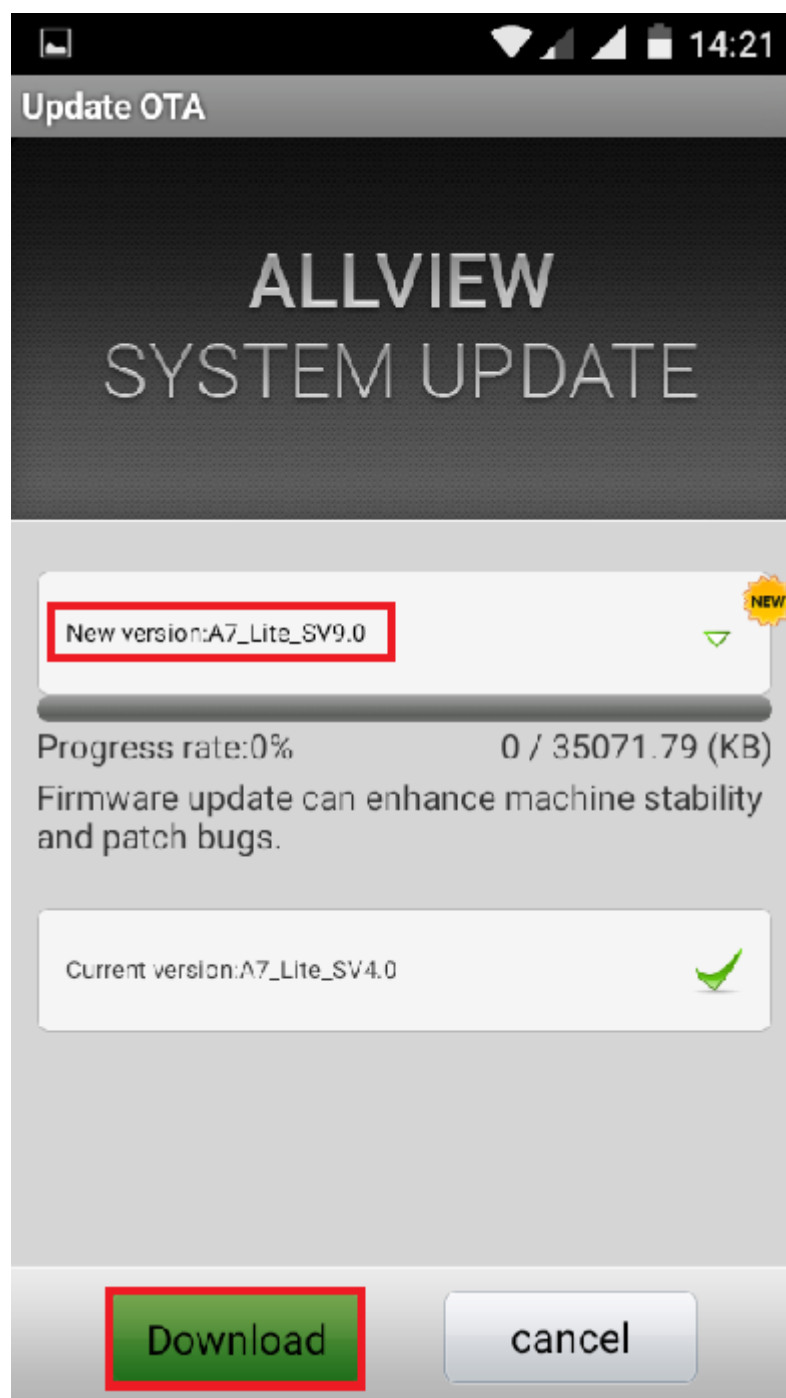 14:21
Update OTA
ALLVIEW
SYSTEM UPDATE
NEW
New version:A7_Lite_SV9.0
Progress rate:0% 0 / 35071.79 (KB)
Firmware update can enhance machine stability
and patch bugs.
Current version:A7_Lite_SV4.0
Download cancel